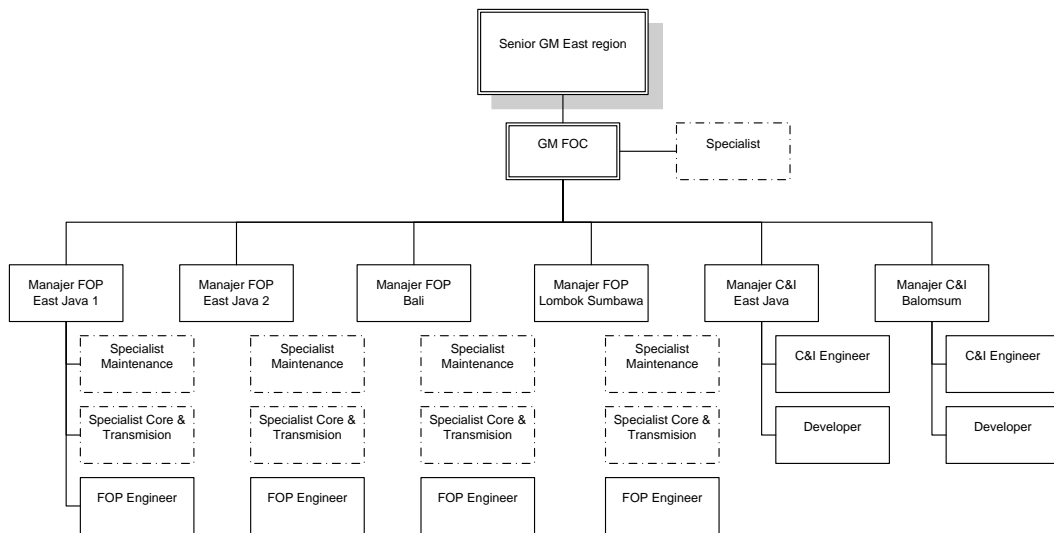 Senior GM East region
GM FOC
Specialist
Manajer FOP
East Java 1
Manajer FOP
East Java 2
Manajer FOP
Bali
Manajer FOP
Lombok Sumbawa
Manajer C&I
East Java
Manajer C&I
Balomsum
Specialist
Maintenance
Specialist
Maintenance
Specialist
Maintenance
Specialist
Maintenance
C&I Engineer
C&I Engineer
Specialist Core &
Transmision
Specialist Core &
Transmision
Specialist Core &
Transmision
Specialist Core &
Transmision
Developer
Developer
FOP Engineer
FOP Engineer
FOP Engineer
FOP Engineer